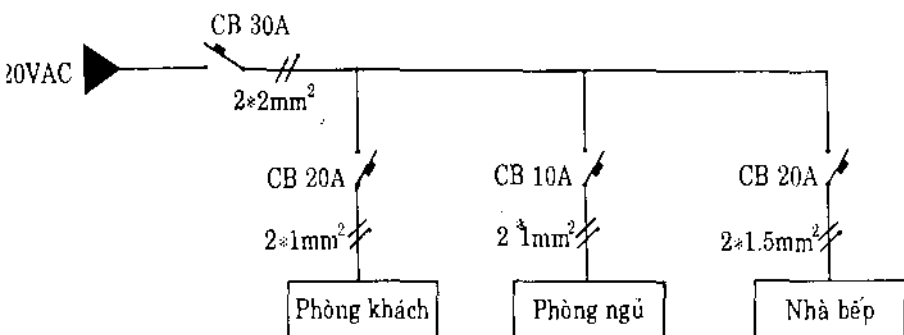 CB 30A
20VAC
2*2mm²
CB 20A
CB 10A
CB 20A
2*1mm²
2*1mm²
2*1.5mm²
Phòng khách
Phòng ngủ
Nhà bếp